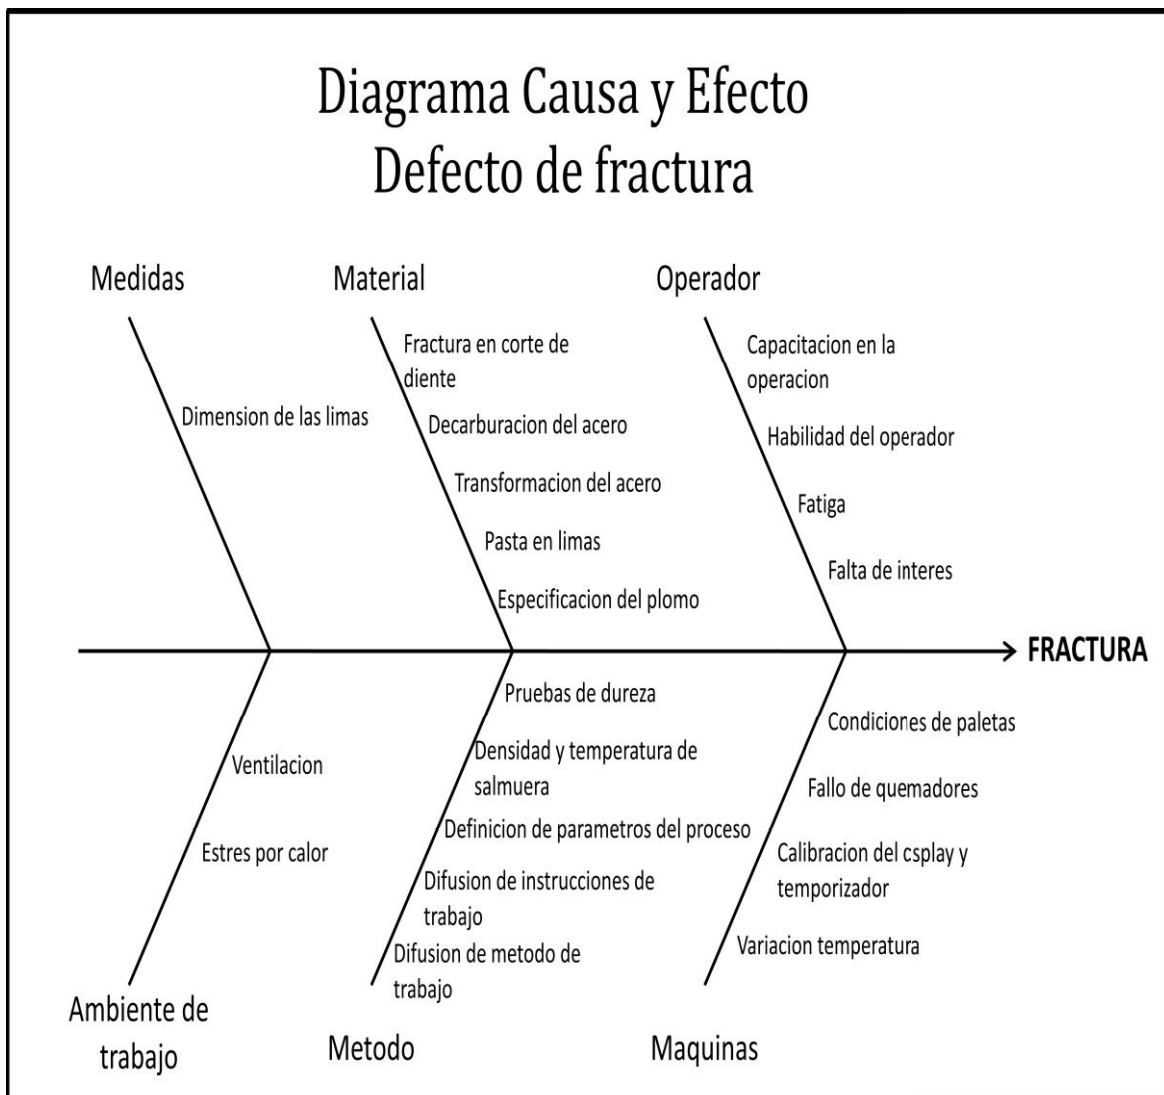 Diagrama Causa y Efecto
Defecto de fractura
Medidas
Material
Operador
Fractura en corte de
diente
Capacitacion en la
operacion
Dimension de las limas
Decarburacion del acero
Habilidad del operador
Transformacion del acero
Fatiga
Pasta en limas
Falta de interes
Especificacion del plomo
FRACTURA
Pruebas de dureza
Condiciones de paletas
Ventilacion
Densidad y temperatura de
salmuera
Fallo de quemadores
Definicion de parametros del proceso
Estres por calor
Calibracion del csplay y
temporizador
Difusion de instrucciones de
trabajo
Variacion temperatura
Difusion de metodo de
trabajo
Ambiente de
trabajo
Metodo
Maquinas